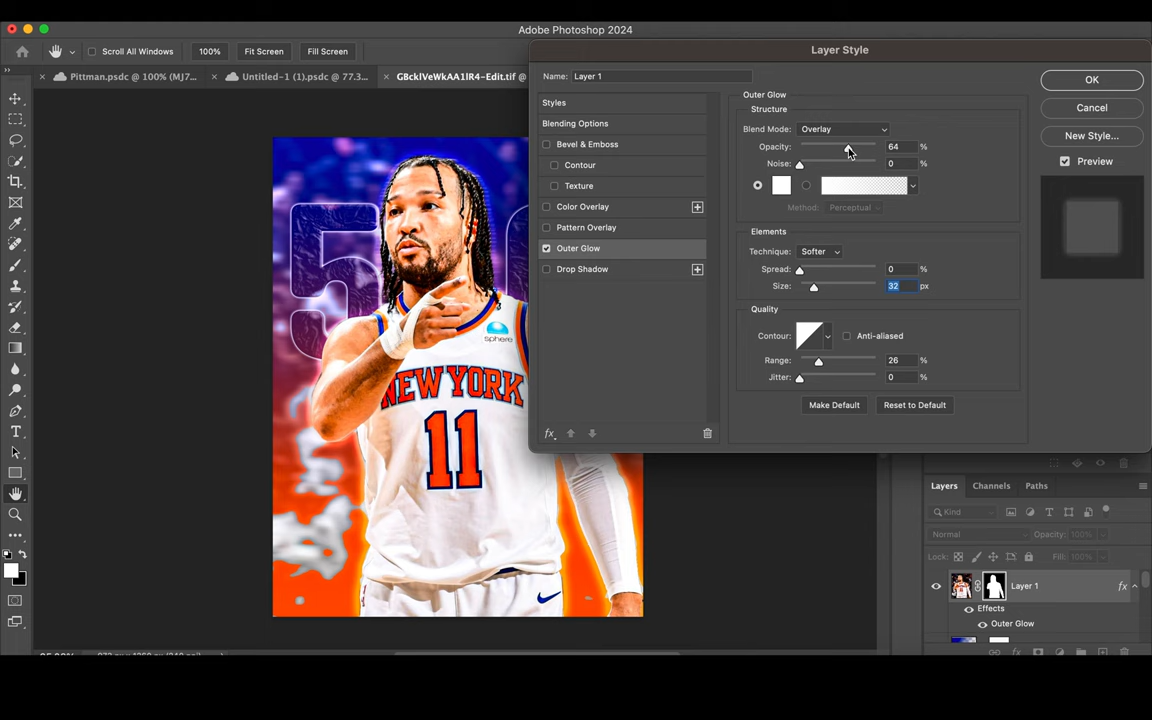 Adobe Photoshop 2024
Scroll All Windows
100%
Fit Screen
Fill Screen
Layer Style
Pittman.psdc @ 100% (MJ7...
Untitled-1 (1).psdc @ 77.3...
GBckIVeWkAA1lR4-Edit.tif @
Name: Layer 1
OK
Cancel
New Style...
Preview
Styles
Blending Options
Bevel & Emboss
Contour
Texture
Color Overlay
Pattern Overlay
Outer Glow
Drop Shadow
fx
Outer Glow
Structure
Blend Mode: Overlay
Opacity: 64 %
Noise: 0 %
Method: Perceptual
Elements
Technique: Softer
Spread: 0 %
Size: 32 px
Quality
Contour: Anti-aliased
Range: 26 %
Jitter: 0 %
Make Default
Reset to Default
50
sphere
NEW YORK
11
Layers
Channels
Paths
Kind
Normal
Opacity: 100%
Lock:
Fill: 100%
Layer 1
fx
Effects
Outer Glow